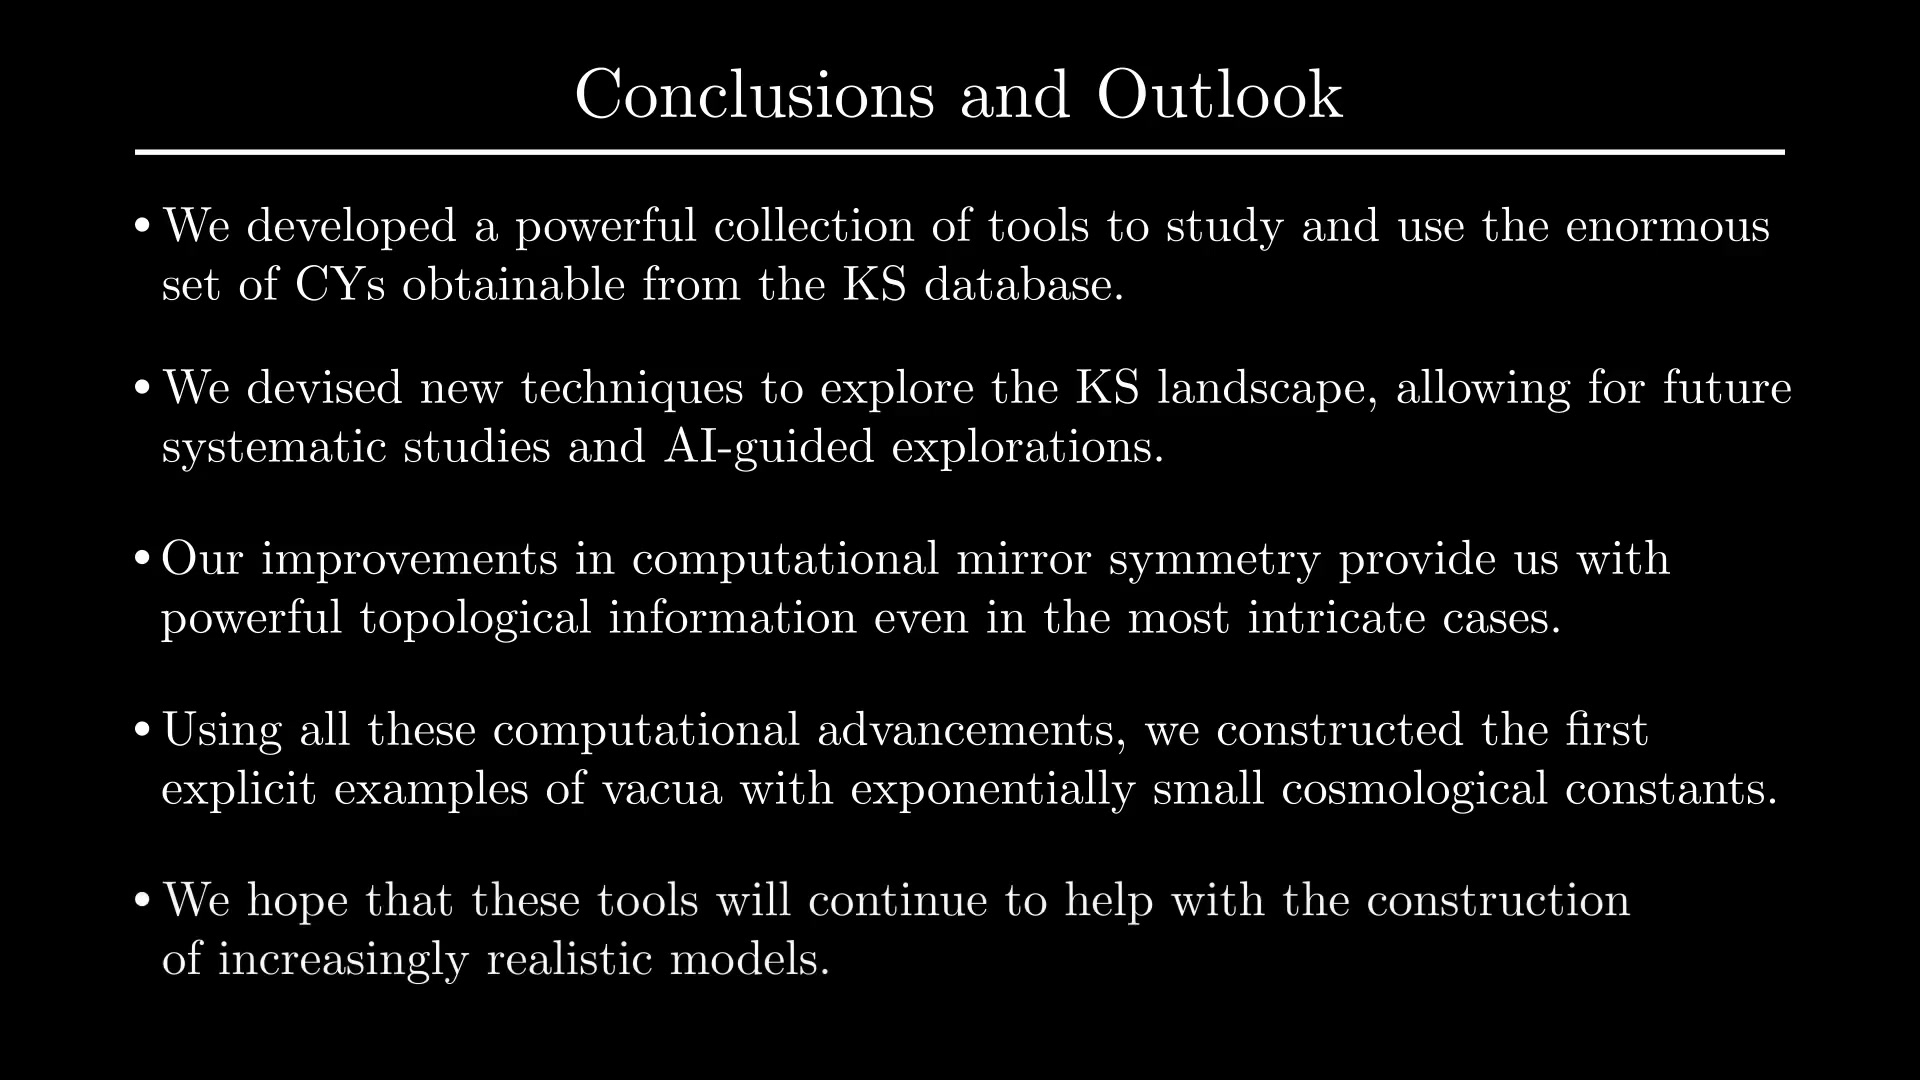 Conclusions and Outlook
• We developed a powerful collection of tools to study and use the enormous
set of CYs obtainable from the KS database.
• We devised new techniques to explore the KS landscape, allowing for future
systematic studies and AI-guided explorations.
• Our improvements in computational mirror symmetry provide us with
powerful topological information even in the most intricate cases.
• Using all these computational advancements, we constructed the first
explicit examples of vacua with exponentially small cosmological constants.
• We hope that these tools will continue to help with the construction
of increasingly realistic models.